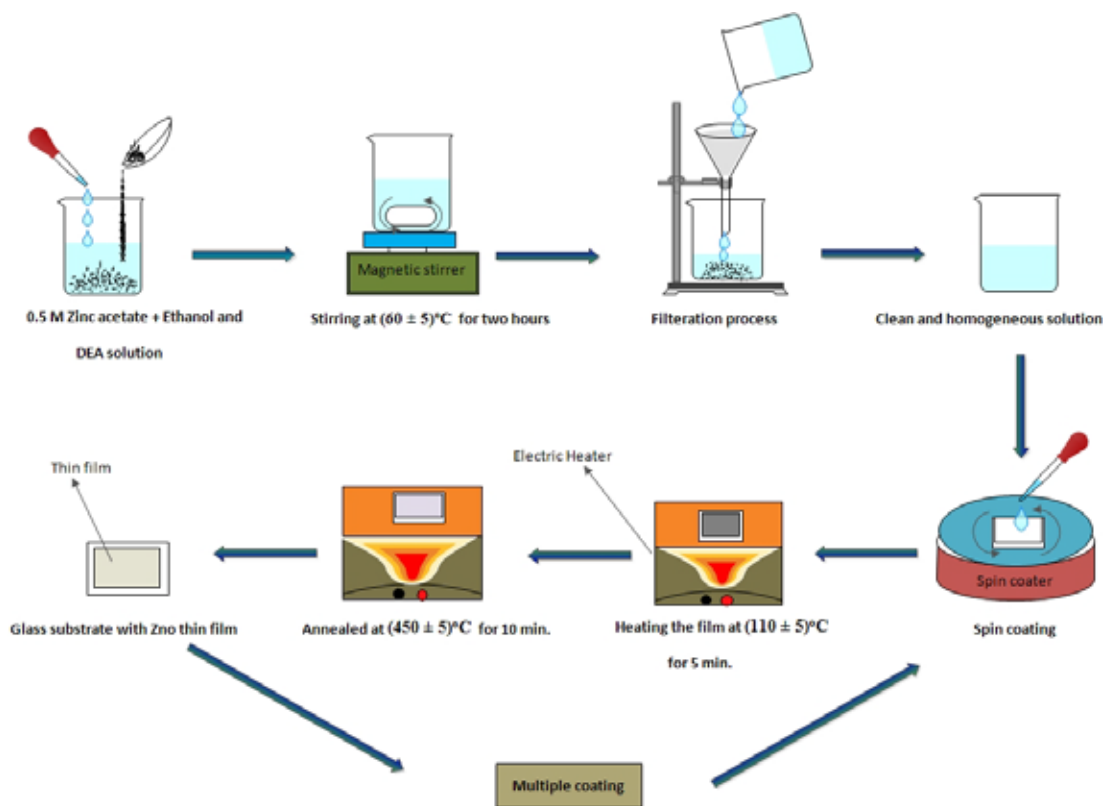 Magnetic stirrer
0.5 M Zinc acetate + Ethanol and
DEA solution
Stirring at (60 ± 5)°C for two hours
Filteration process
Clean and homogeneous solution
Thin film
Electric Heater
Spin coater
Glass substrate with Zno thin film
Annealed at (450 ± 5)°C for 10 min.
Heating the film at (110 ± 5)°C
for 5 min.
Spin coating
Multiple coating